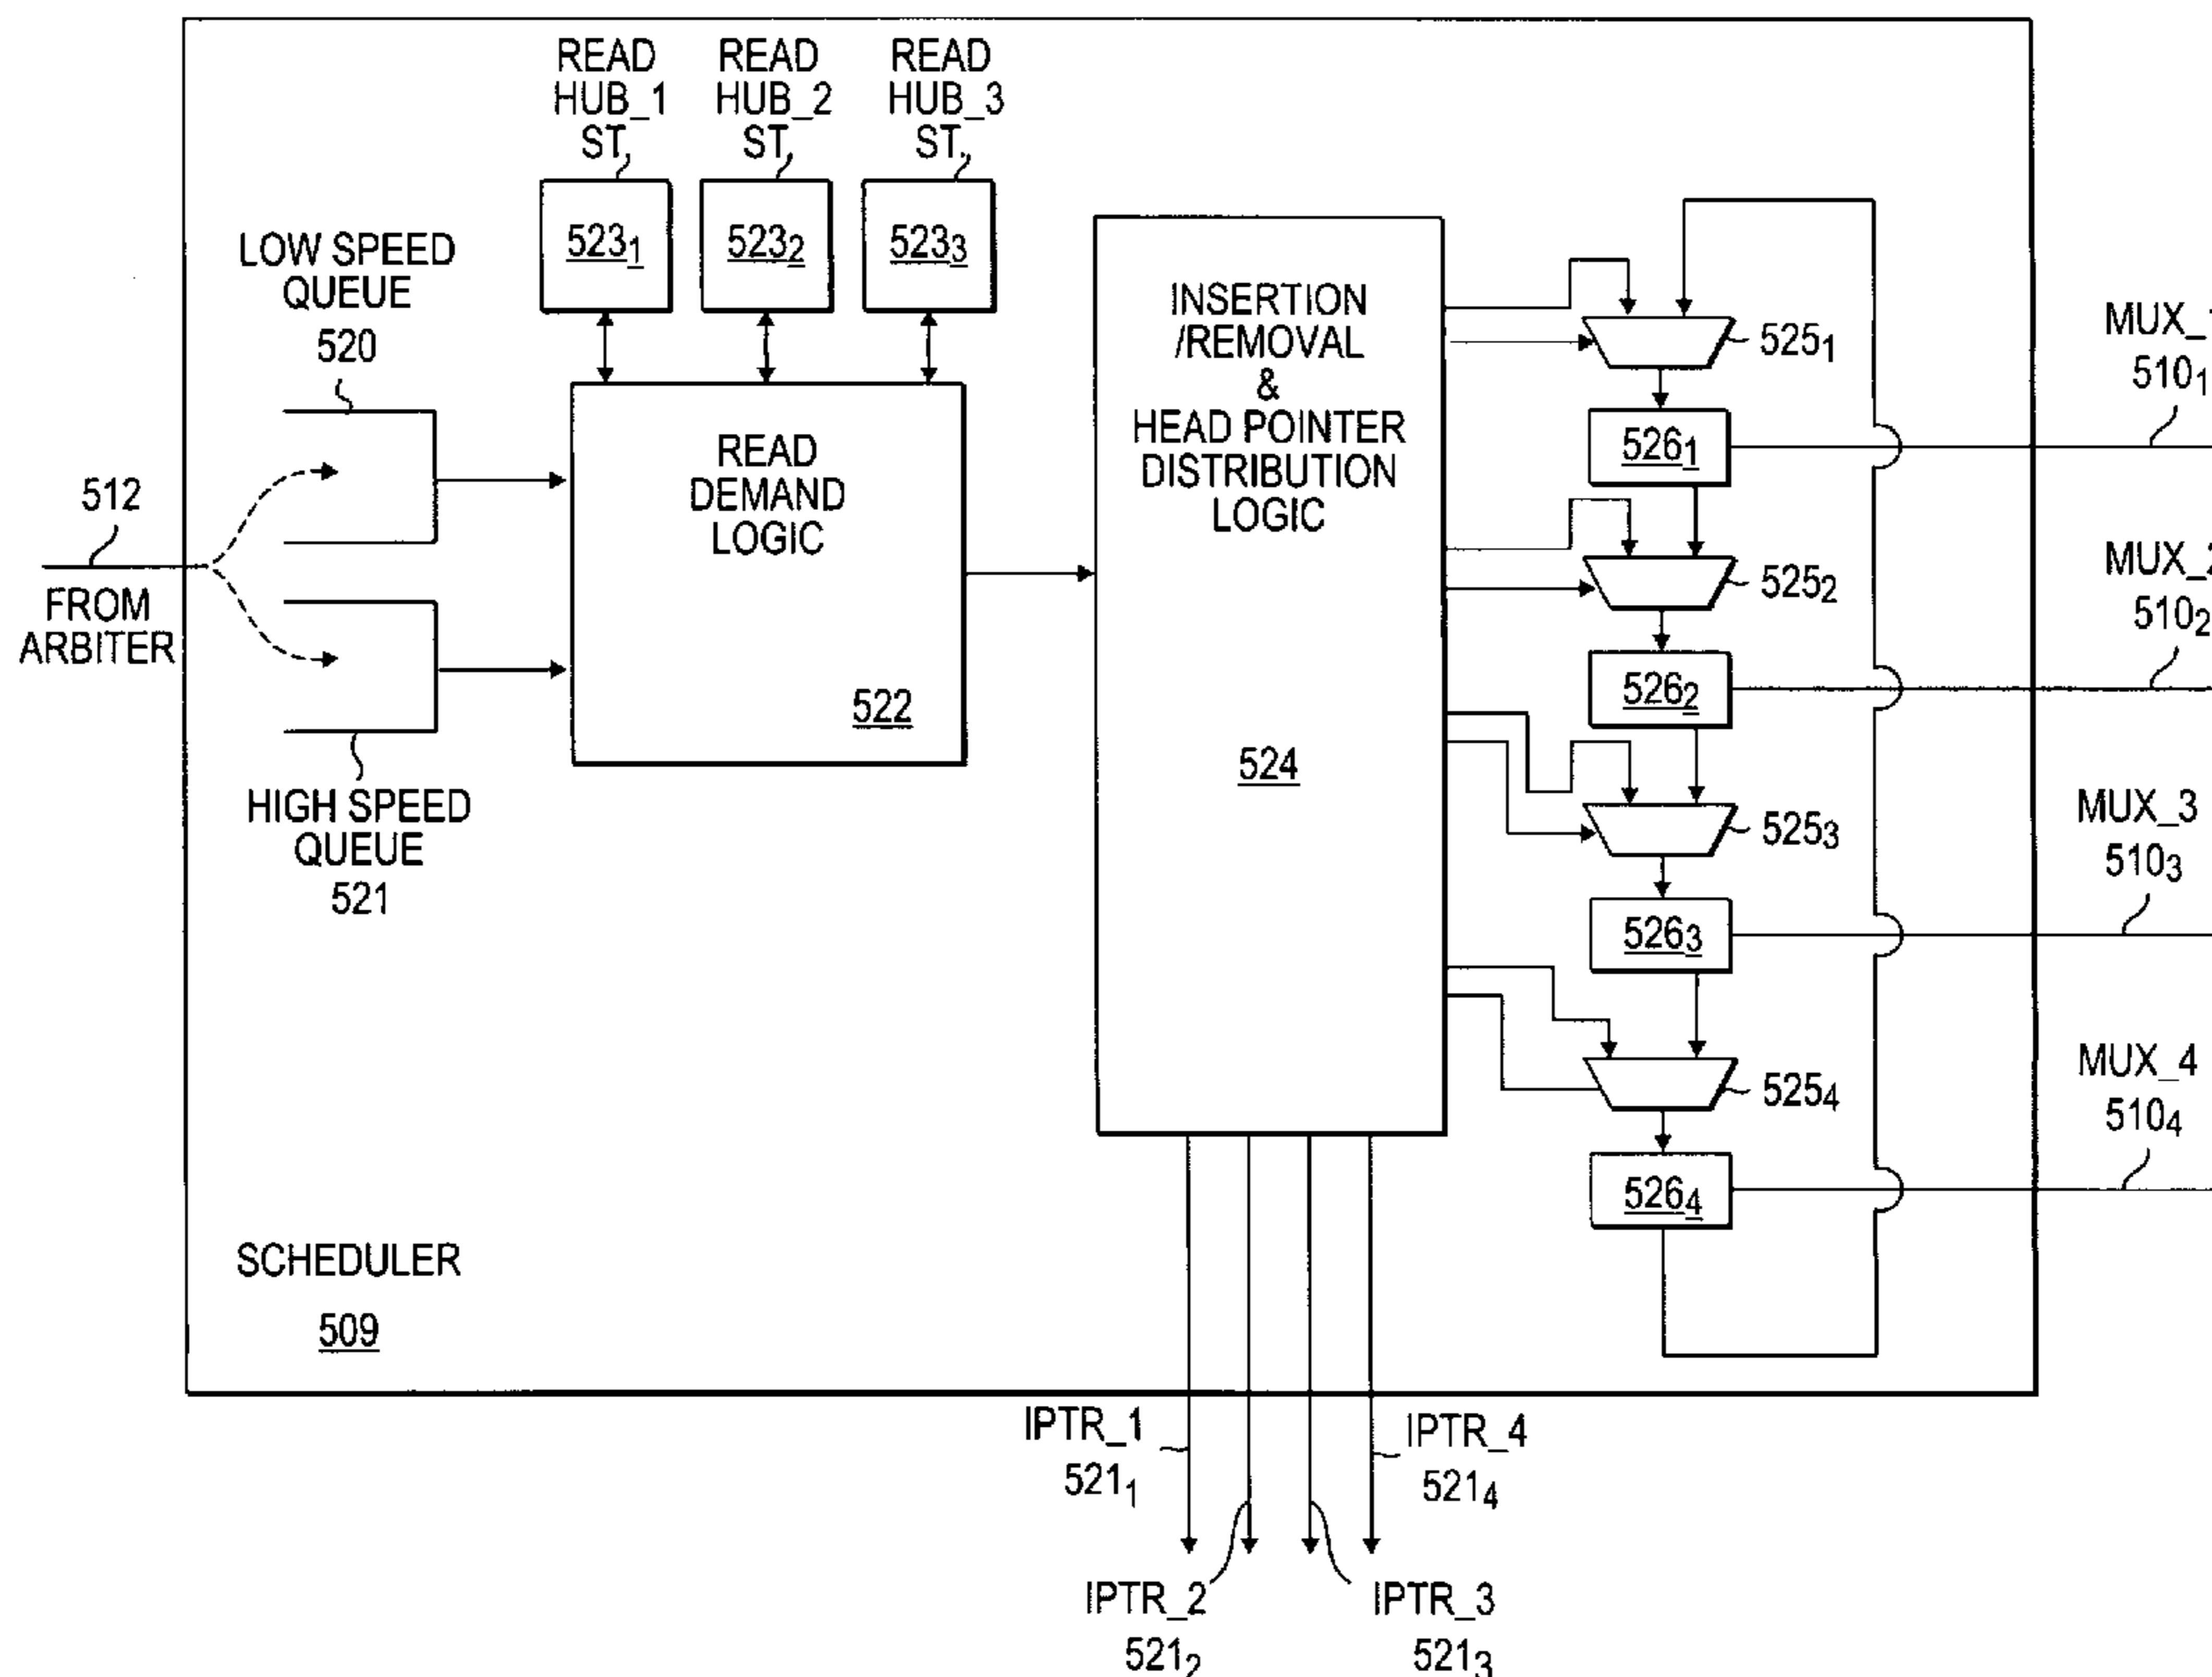 READ
HUB_1
ST.
READ
HUB_2
ST.
READ
HUB_3
ST.
523₁
523₂
523₃
LOW SPEED
QUEUE
520
512
FROM
ARBITER
HIGH SPEED
QUEUE
521
READ
DEMAND
LOGIC
522
INSERTION
/REMOVAL
&
HEAD POINTER
DISTRIBUTION
LOGIC
524
525₁
526₁
525₂
526₂
525₃
526₃
525₄
526₄
MUX_1
510₁
MUX_2
510₂
MUX_3
510₃
MUX_4
510₄
SCHEDULER
509
IPTR_1
521₁
IPTR_4
521₄
IPTR_2
521₂
IPTR_3
521₃